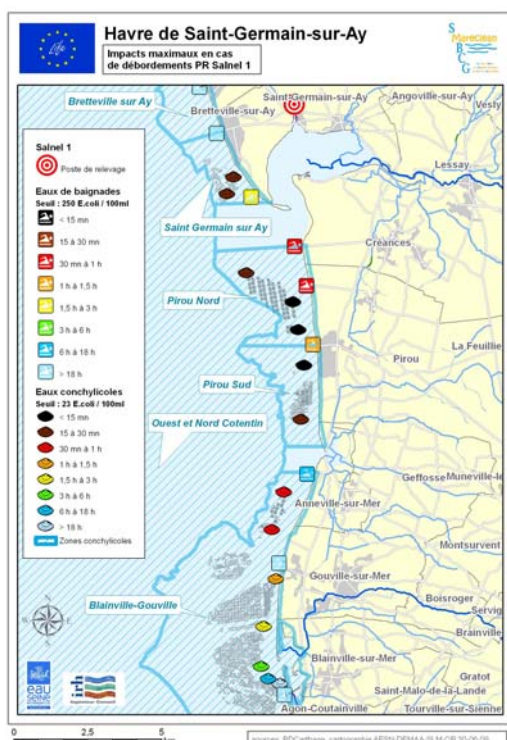 Havre de Saint-Germain-sur-Ay
Impacts maximaux en cas
de débordements PR Salnel 1
Life
MareClean
S
B
C
G
Bretteville sur Ay
Saint Germain-sur-Ay
Angoville-sur-Ay
Vesly
Bretteville-sur-Ay
Lessay
Salnel 1
Poste de relevage
Eaux de baignades
Seuil : 250 E.coli / 100ml
< 15 mn
15 à 30 mn
30 mn à 1 h
1 h à 1,5 h
1,5 h à 3 h
3 h à 6 h
6 h à 18 h
> 18 h
Eaux conchylicoles
Seuil : 23 E.coli / 100ml
< 15 mn
15 à 30 mn
30 mn à 1 h
1 h à 1,5 h
1,5 h à 3 h
3 h à 6 h
6 h à 18 h
> 18 h
Zones conchylicoles
Saint Germain sur Ay
Créances
Pirou Nord
La Feuillie
Pirou
Pirou Sud
Ouest et Nord Cotentin
Geffosse
Muneville-le
Anneville-sur-Mer
Montsurvent
Gouville-sur-Mer
Boisroger
Servig
Blainville-Gouville
Brainville
Blainville-sur-Mer
Gratot
Saint-Malo-de-la-Lande
Agon-Coutainville
Tourville-sur-Sienne
N
W
E
S
eau
seine
irh
0
2,5
5